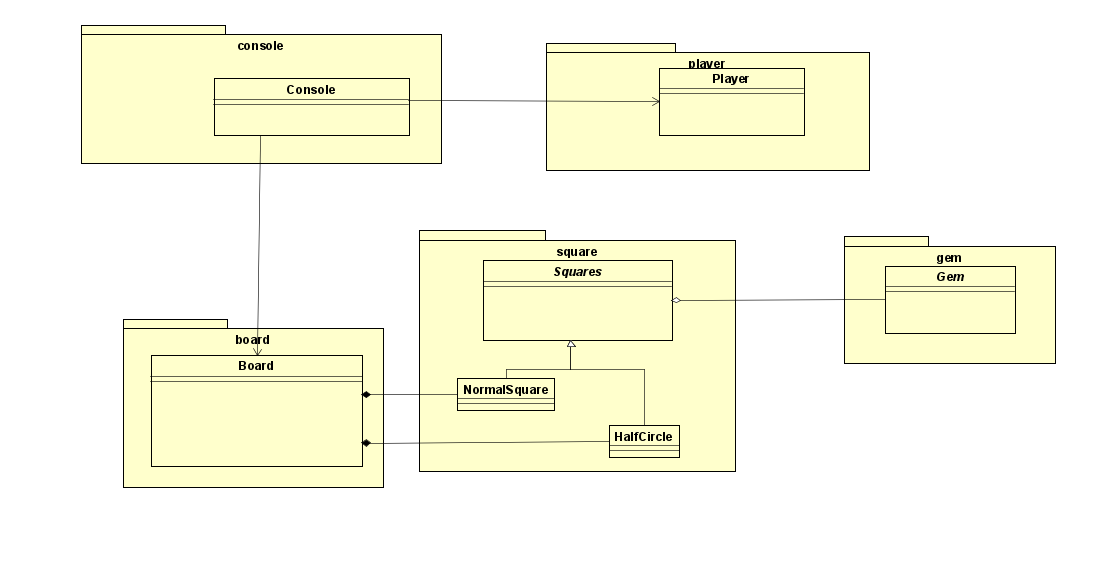 console
Console
player
Player
square
Squares
gem
Gem
board
Board
NormalSquare
HalfCircle